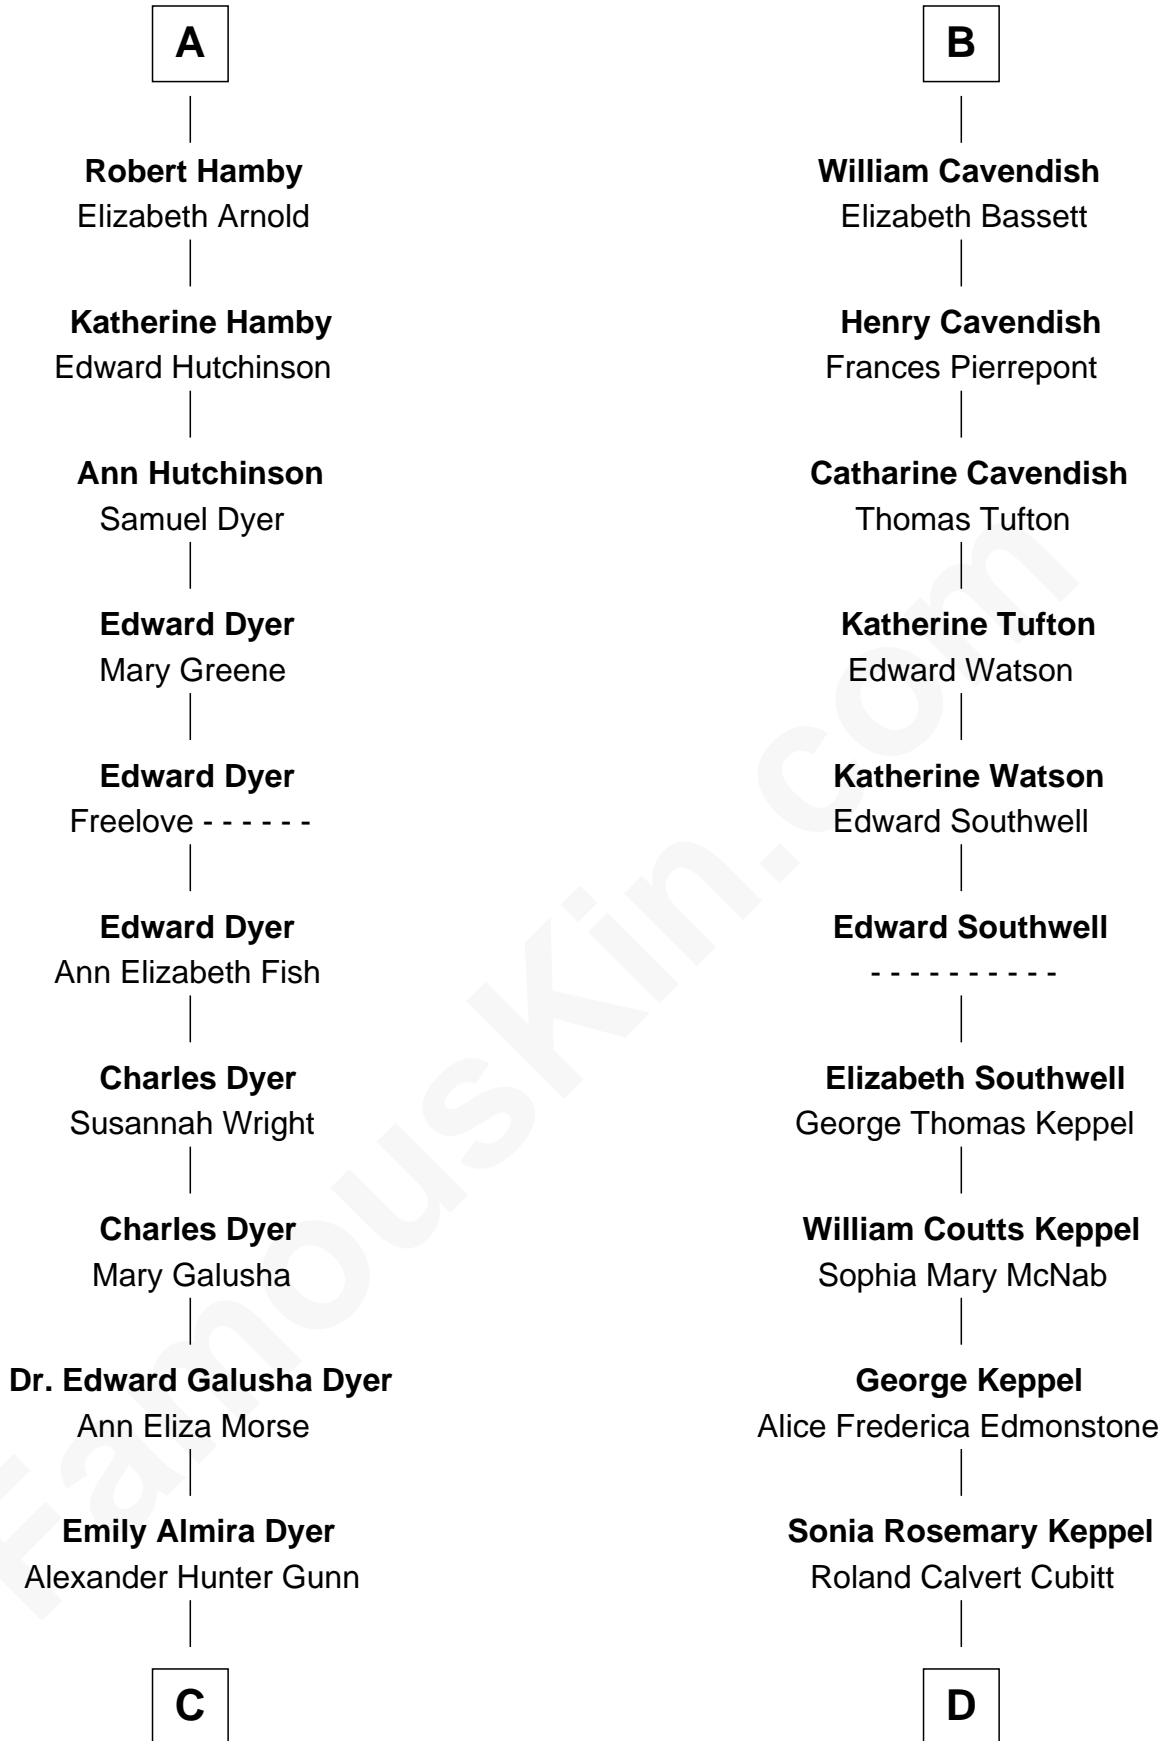 A
Robert Hamby
Elizabeth Arnold
Katherine Hamby
Edward Hutchinson
Ann Hutchinson
Samuel Dyer
Edward Dyer
Mary Greene
Edward Dyer
Freelove - - - - - -
Edward Dyer
Ann Elizabeth Fish
Charles Dyer
Susannah Wright
Charles Dyer
Mary Galusha
Dr. Edward Galusha Dyer
Ann Eliza Morse
Emily Almira Dyer
Alexander Hunter Gunn
C
B
William Cavendish
Elizabeth Bassett
Henry Cavendish
Frances Pierrepont
Catharine Cavendish
Thomas Tufton
Katherine Tufton
Edward Watson
Katherine Watson
Edward Southwell
Edward Southwell
- - - - - - - - - -
Elizabeth Southwell
George Thomas Keppel
William Coutts Keppel
Sophia Mary McNab
George Keppel
Alice Frederica Edmonstone
Sonia Rosemary Keppel
Roland Calvert Cubitt
D
FamousKin.com